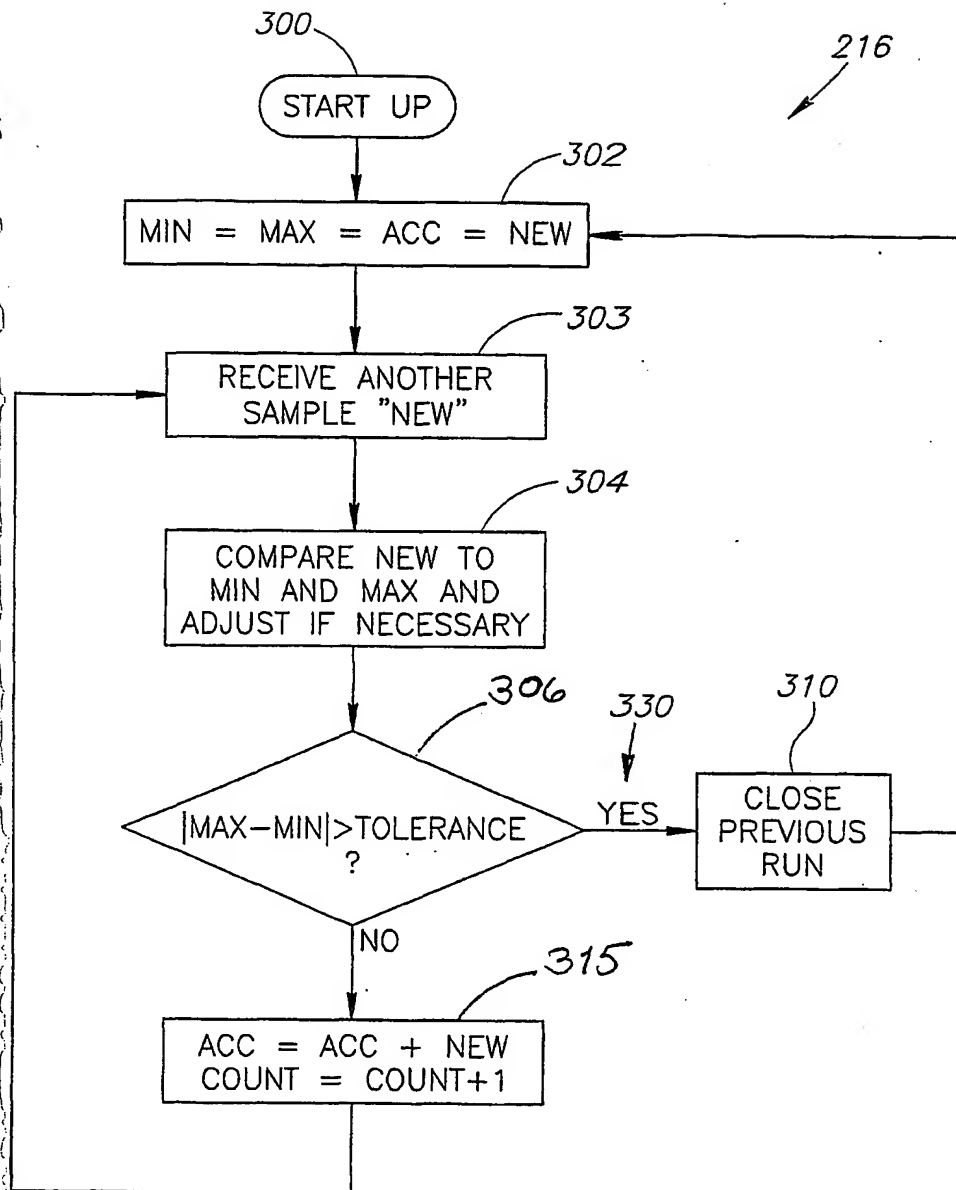 300
216
START UP
302
MIN = MAX = ACC = NEW
303
RECEIVE ANOTHER
SAMPLE "NEW"
304
COMPARE NEW TO
MIN AND MAX AND
ADJUST IF NECESSARY
306
330
310
|MAX-MIN|>TOLERANCE
?
YES
CLOSE
PREVIOUS
RUN
NO
315
ACC = ACC + NEW
COUNT = COUNT+1